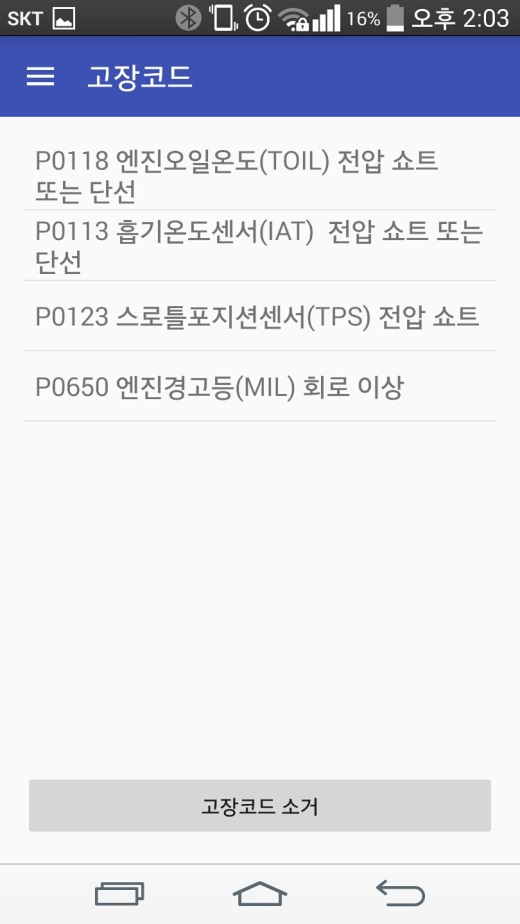 SKT 16% 오후 2:03
고장코드
P0118 엔진오일온도(TOIL) 전압 쇼트
또는 단선
P0113 흡기온도센서(IAT)  전압 쇼트 또는
단선
P0123 스로틀포지션센서(TPS) 전압 쇼트
P0650 엔진경고등(MIL) 회로 이상
고장코드 소거